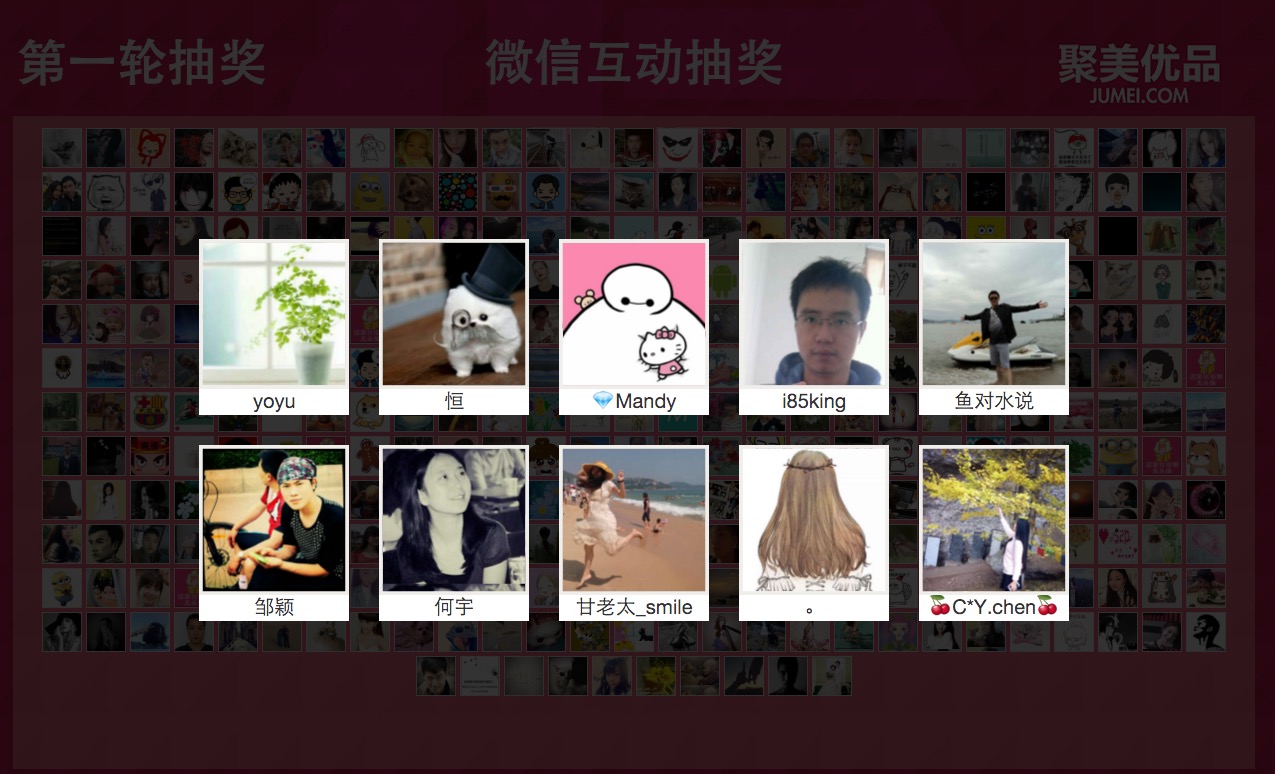 第一轮抽奖
微信互动抽奖
聚美优品
JUMEI.COM
yoyu
恒
💎Mandy
i85king
鱼对水说
邹颖
何宇
甘老太_smile
。
🍒C*Y.chen🍒